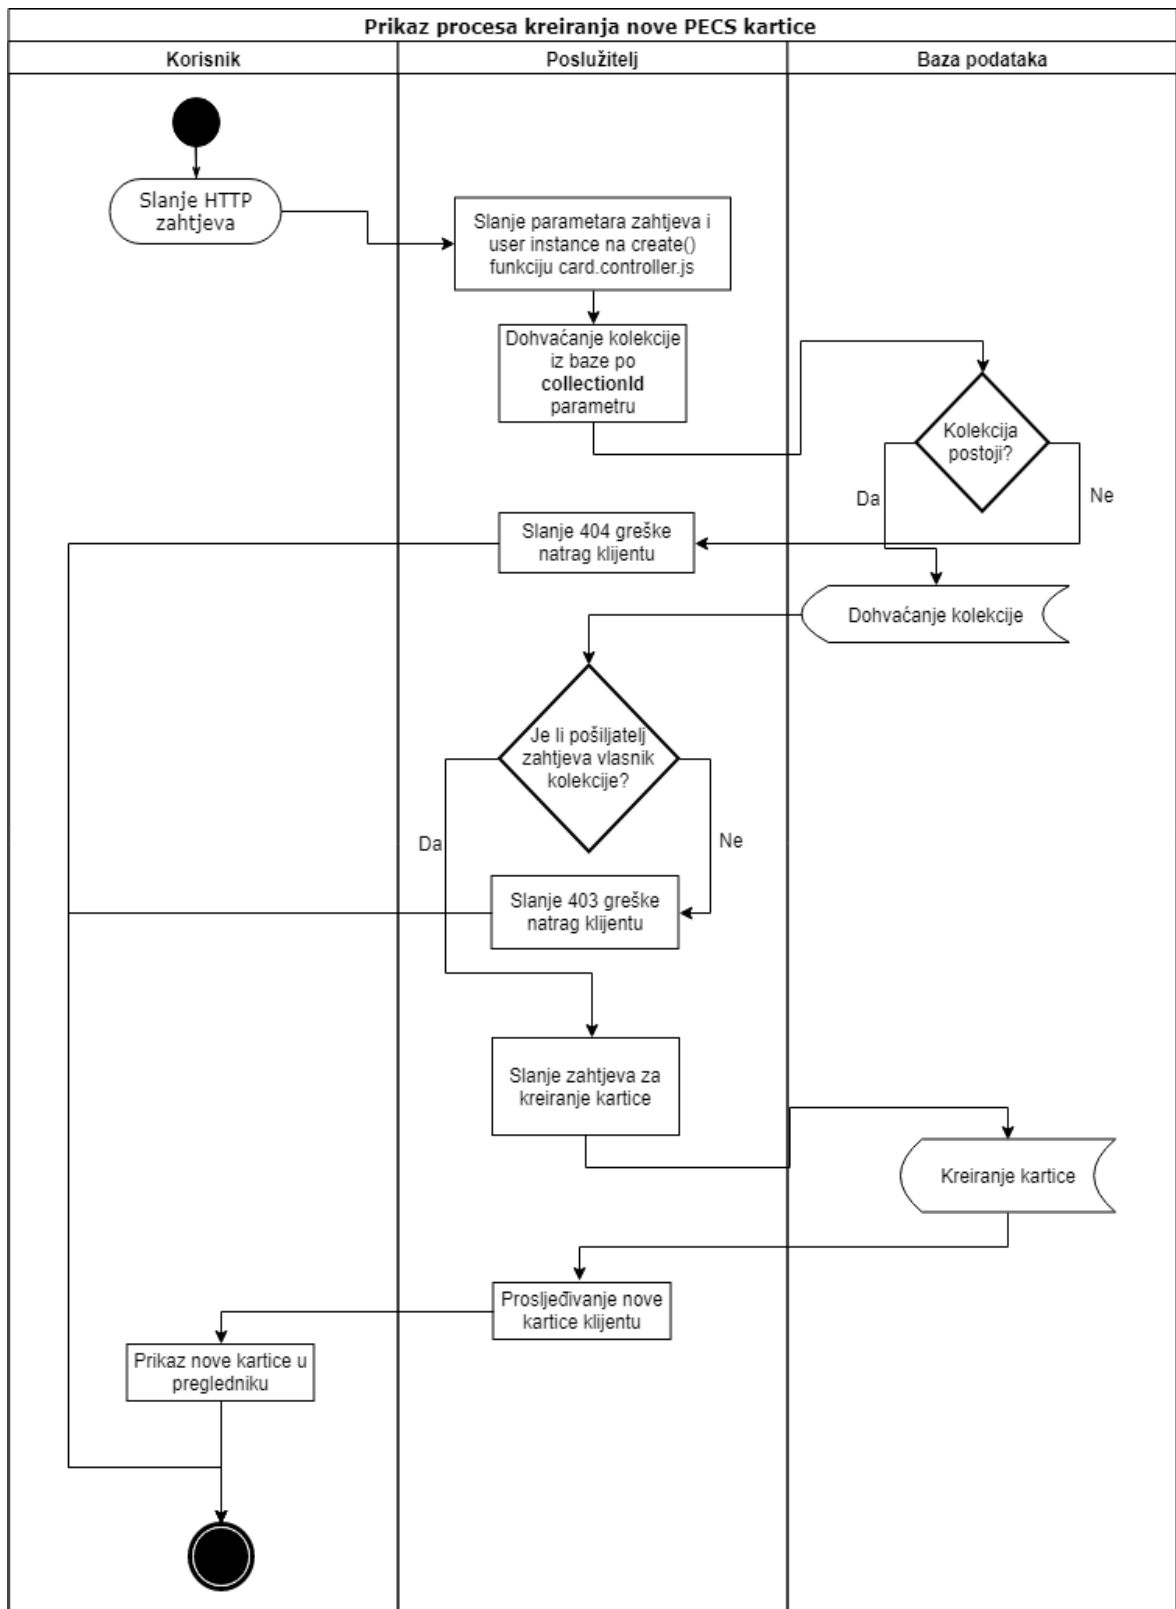 Prikaz procesa kreiranja nove PECS kartice
Korisnik
Poslužitelj
Baza podataka
Slanje HTTP
zahtjeva
Slanje parametara zahtjeva i
user instance na create()
funkciju card.controller.js
Dohvaćanje kolekcije
iz baze po
collectionId
parametru
Kolekcija
postoji?
Da
Ne
Slanje 404 greške
natrag klijentu
Dohvaćanje kolekcije
Je li pošiljatelj
zahtjeva vlasnik
kolekcije?
Da
Ne
Slanje 403 greške
natrag klijentu
Slanje zahtjeva za
kreiranje kartice
Kreiranje kartice
Prosljeđivanje nove
kartice klijentu
Prikaz nove kartice u
pregledniku